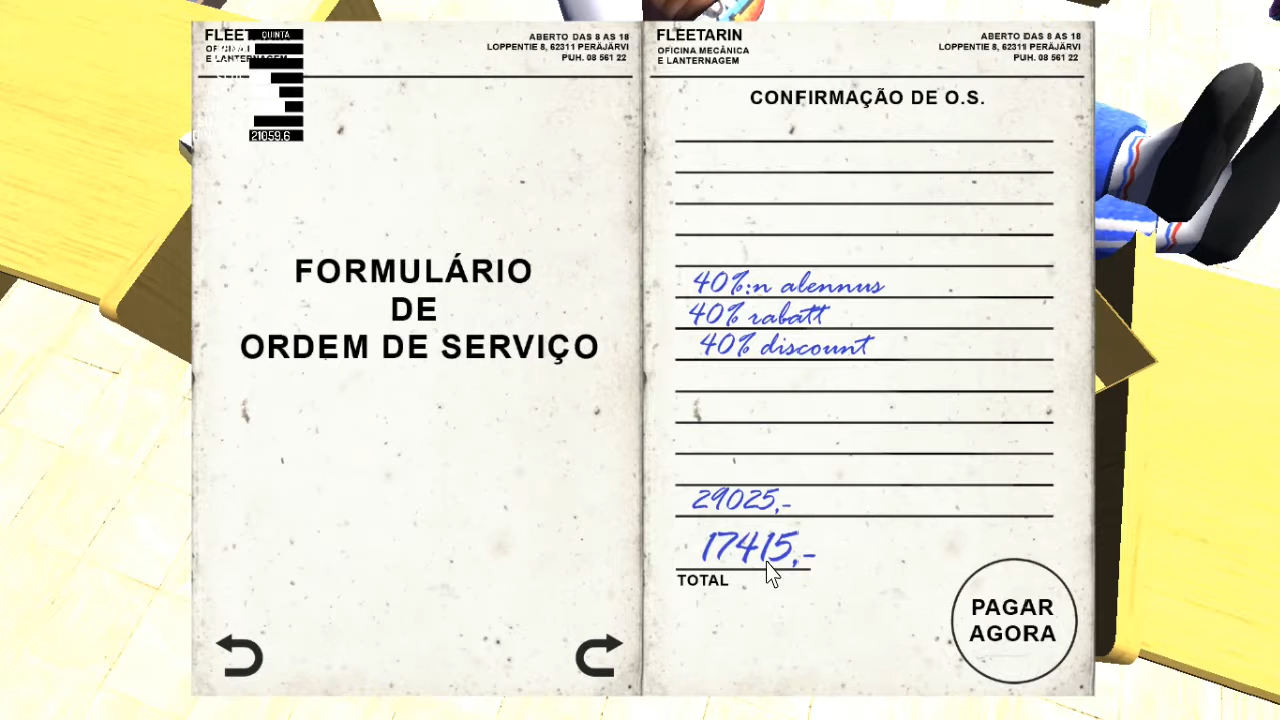 QUINTA
21059.6
FLEET
E LANTERNAGEM
ABERTO DAS 8 AS 18
LOPPENTIE 8, 62311 PERÄJÄRVI
PUH. 08 561 22
FORMULÁRIO
DE
ORDEM DE SERVIÇO
FLEETARIN
OFICINA MECÂNICA
E LANTERNAGEM
ABERTO DAS 8 AS 18
LOPPENTIE 8, 62311 PERÄJÄRVI
PUH. 08 561 22
CONFIRMAÇÃO DE O.S.
40%:n alennus
40% rabatt
40% discount
29025,-
17415,-
TOTAL
PAGAR
AGORA